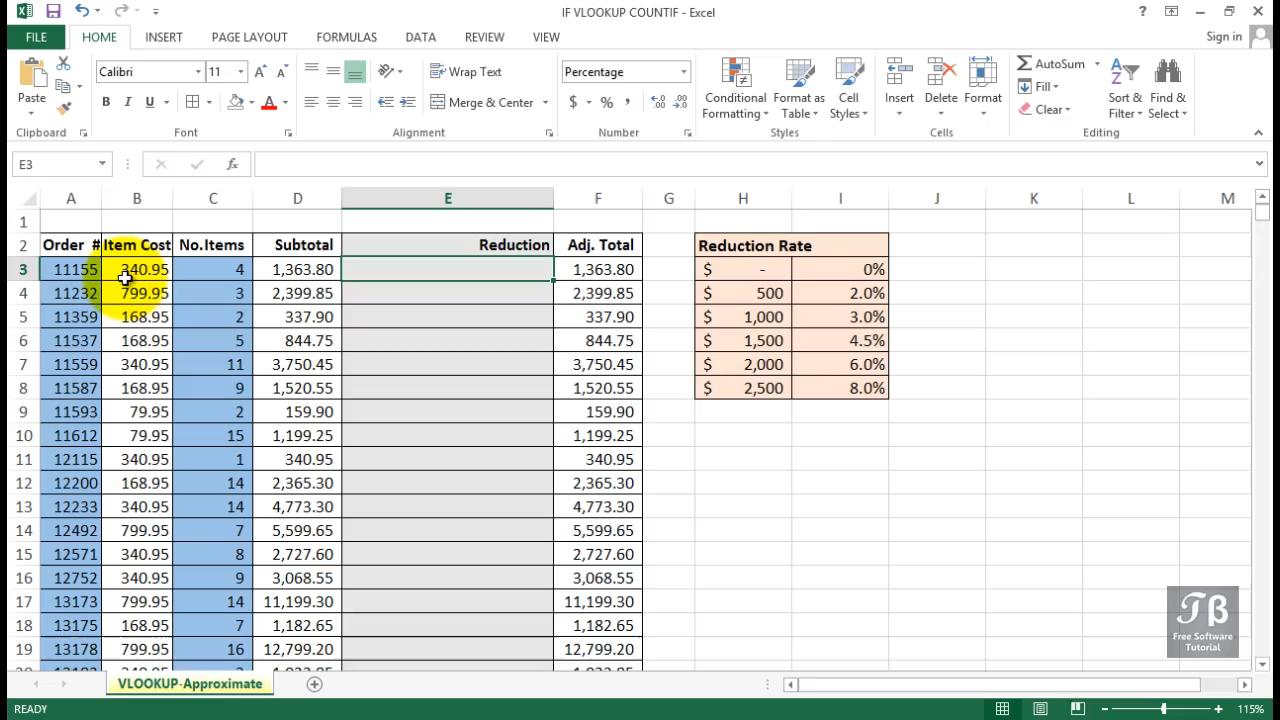 IF VLOOKUP COUNTIF - Excel
?
FILE HOME INSERT PAGE LAYOUT FORMULAS DATA REVIEW VIEW Sign in
Paste
Calibri 11
B I U
A A A
Wrap Text
Merge & Center
Percentage
$ % ,
Conditional Formatting
Format as Table
Cell Styles
Insert Delete Format
AutoSum
Fill
Clear
Sort & Filter
Find & Select
Clipboard Font Alignment Number Styles Cells Editing
E3 fx
A B C D E F G H I J K L M
1
2 Order # Item Cost No.Items Subtotal Reduction Adj. Total Reduction Rate
3 11155 340.95 4 1,363.80 1,363.80 $ - 0%
4 11232 799.95 3 2,399.85 2,399.85 $ 500 2.0%
5 11359 168.95 2 337.90 337.90 $ 1,000 3.0%
6 11537 168.95 5 844.75 844.75 $ 1,500 4.5%
7 11559 340.95 11 3,750.45 3,750.45 $ 2,000 6.0%
8 11587 168.95 9 1,520.55 1,520.55 $ 2,500 8.0%
9 11593 79.95 2 159.90 159.90
10 11612 79.95 15 1,199.25 1,199.25
11 12115 340.95 1 340.95 340.95
12 12200 168.95 14 2,365.30 2,365.30
13 12233 340.95 14 4,773.30 4,773.30
14 12492 799.95 7 5,599.65 5,599.65
15 12571 340.95 8 2,727.60 2,727.60
16 12752 340.95 9 3,068.55 3,068.55
17 13173 799.95 14 11,199.30 11,199.30
18 13175 168.95 7 1,182.65 1,182.65
19 13178 799.95 16 12,799.20 12,799.20
TB
Free Software
Tutorial
VLOOKUP-Approximate
READY 115%